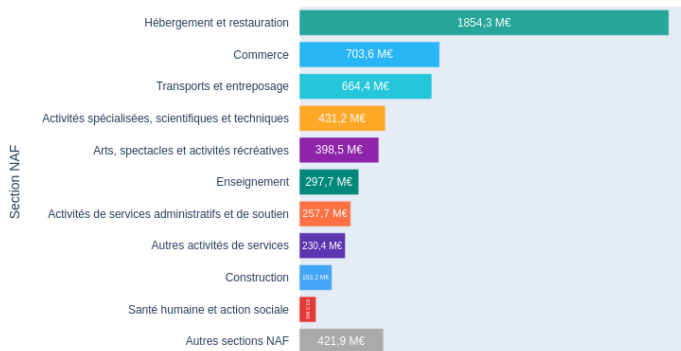 Section NAF
Hébergement et restauration 1854,3 M€
Commerce 703,6 M€
Transports et entreposage 664,4 M€
Activités spécialisées, scientifiques et techniques 431,2 M€
Arts, spectacles et activités récréatives 398,5 M€
Enseignement 297,7 M€
Activités de services administratifs et de soutien 257,7 M€
Autres activités de services 230,4 M€
Construction 163,2 M€
Santé humaine et action sociale
Autres sections NAF 421,9 M€